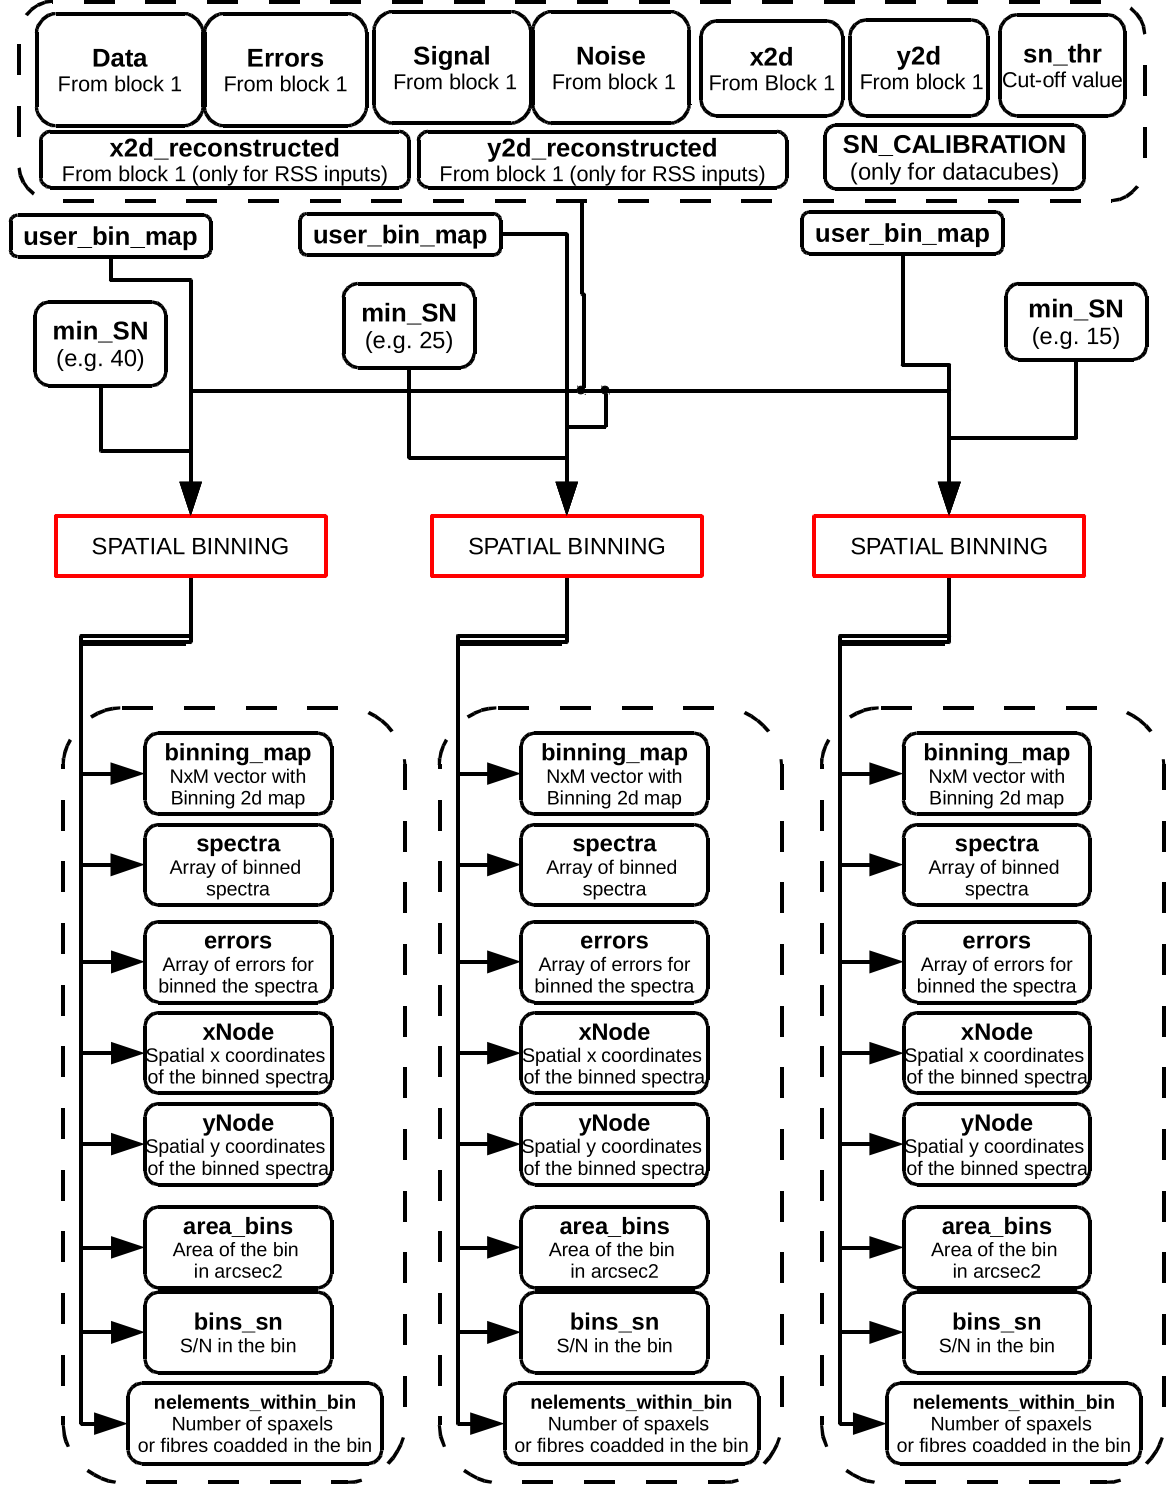 Data
From block 1
Errors
From block 1
Signal
From block 1
Noise
From block 1
x2d
From Block 1
y2d
From block 1
sn_thr
Cut-off value
x2d_reconstructed
From block 1 (only for RSS inputs)
y2d_reconstructed
From block 1 (only for RSS inputs)
SN_CALIBRATION
(only for datacubes)
user_bin_map
user_bin_map
user_bin_map
min_SN
(e.g. 40)
min_SN
(e.g. 25)
min_SN
(e.g. 15)
SPATIAL BINNING
SPATIAL BINNING
SPATIAL BINNING
binning_map
NxM vector with
Binning 2d map
spectra
Array of binned
spectra
errors
Array of errors for
binned the spectra
xNode
Spatial x coordinates
of the binned spectra
yNode
Spatial y coordinates
of the binned spectra
area_bins
Area of the bin
in arcsec2
bins_sn
S/N in the bin
nelements_within_bin
Number of spaxels
or fibres coadded in the bin
binning_map
NxM vector with
Binning 2d map
spectra
Array of binned
spectra
errors
Array of errors for
binned the spectra
xNode
Spatial x coordinates
of the binned spectra
yNode
Spatial y coordinates
of the binned spectra
area_bins
Area of the bin
in arcsec2
bins_sn
S/N in the bin
nelements_within_bin
Number of spaxels
or fibres coadded in the bin
binning_map
NxM vector with
Binning 2d map
spectra
Array of binned
spectra
errors
Array of errors for
binned the spectra
xNode
Spatial x coordinates
of the binned spectra
yNode
Spatial y coordinates
of the binned spectra
area_bins
Area of the bin
in arcsec2
bins_sn
S/N in the bin
nelements_within_bin
Number of spaxels
or fibres coadded in the bin